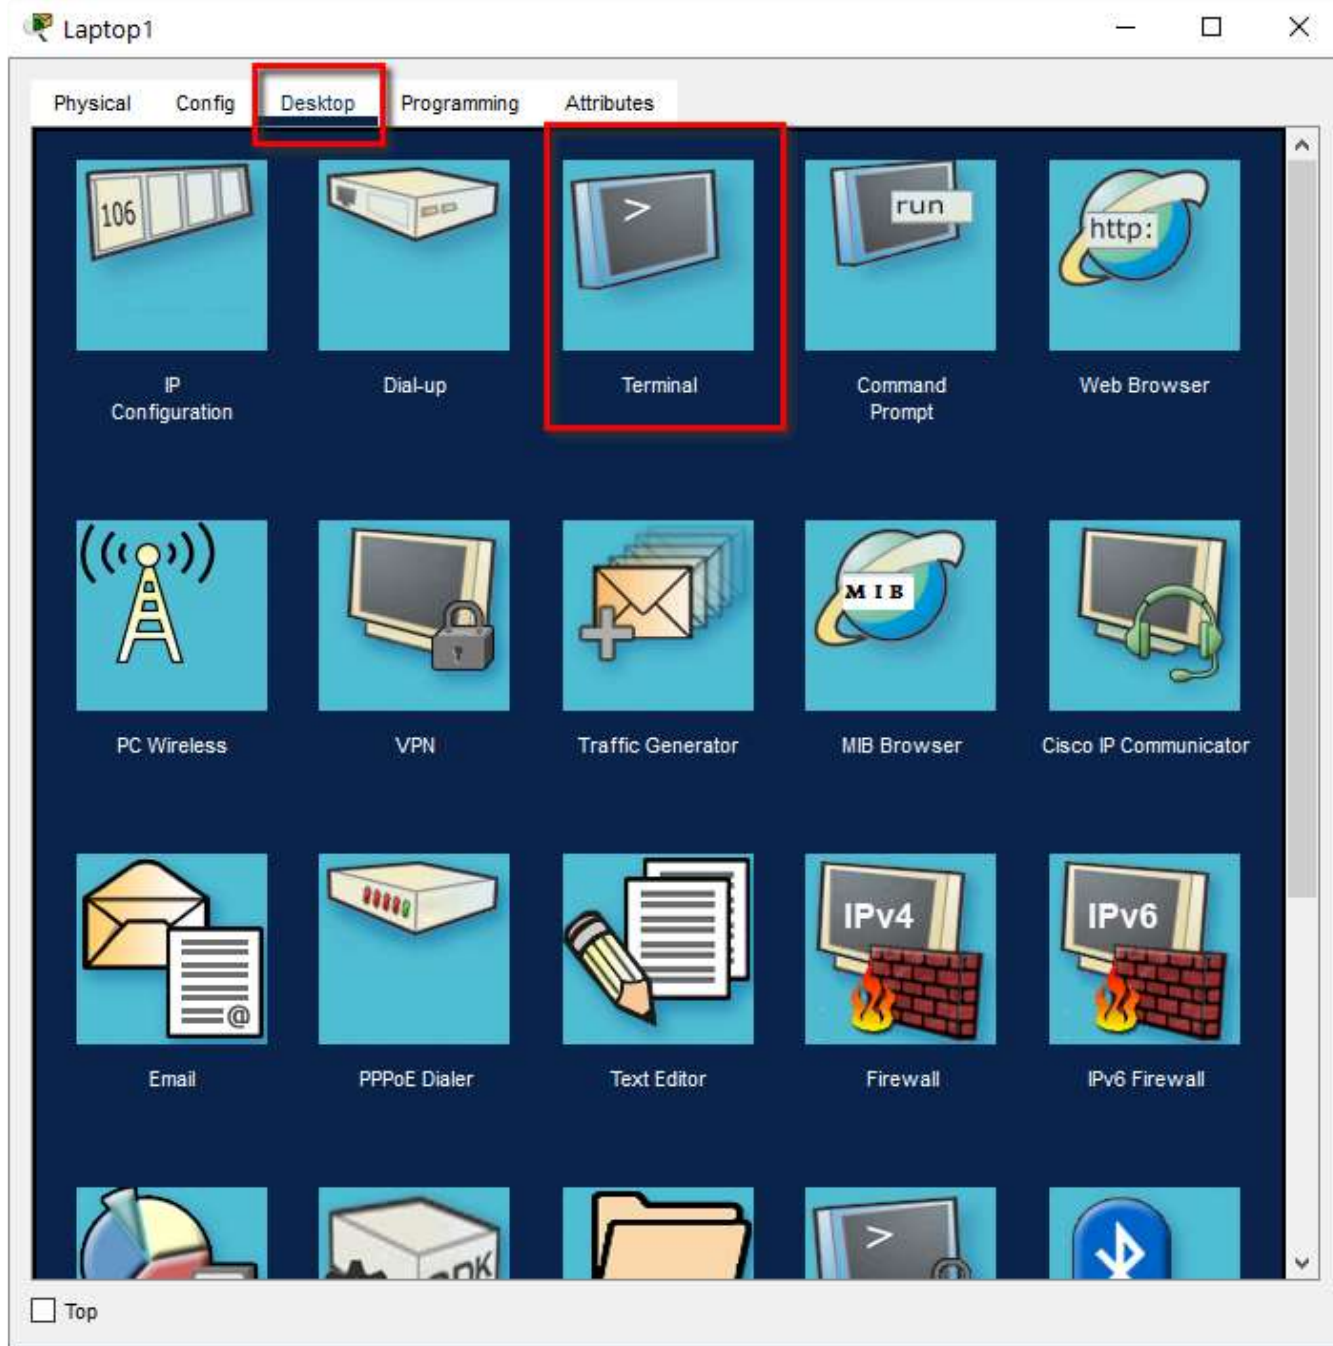 Laptop1
Physical Config Desktop Programming Attributes
106
>
run
http:
IP
Configuration
Dial-up
Terminal
Command
Prompt
Web Browser
MIB
PC Wireless
VPN
Traffic Generator
MIB Browser
Cisco IP Communicator
@
IPv4
IPv6
Email
PPPoE Dialer
Text Editor
Firewall
IPv6 Firewall
>
Top